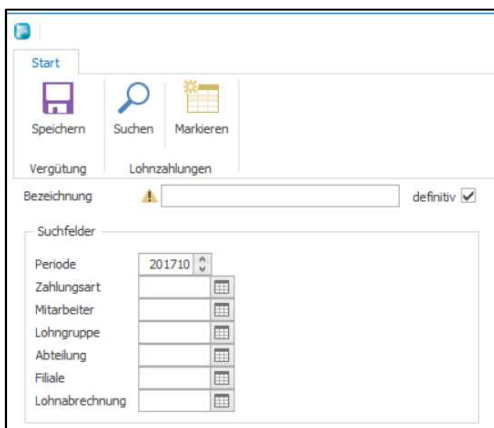 Start
Speichern Suchen Markieren
Vergütung Lohnzahlungen
Bezeichnung definitiv
Suchfelder
Periode 201710
Zahlungsart
Mitarbeiter
Lohngruppe
Abteilung
Filiale
Lohnabrechnung